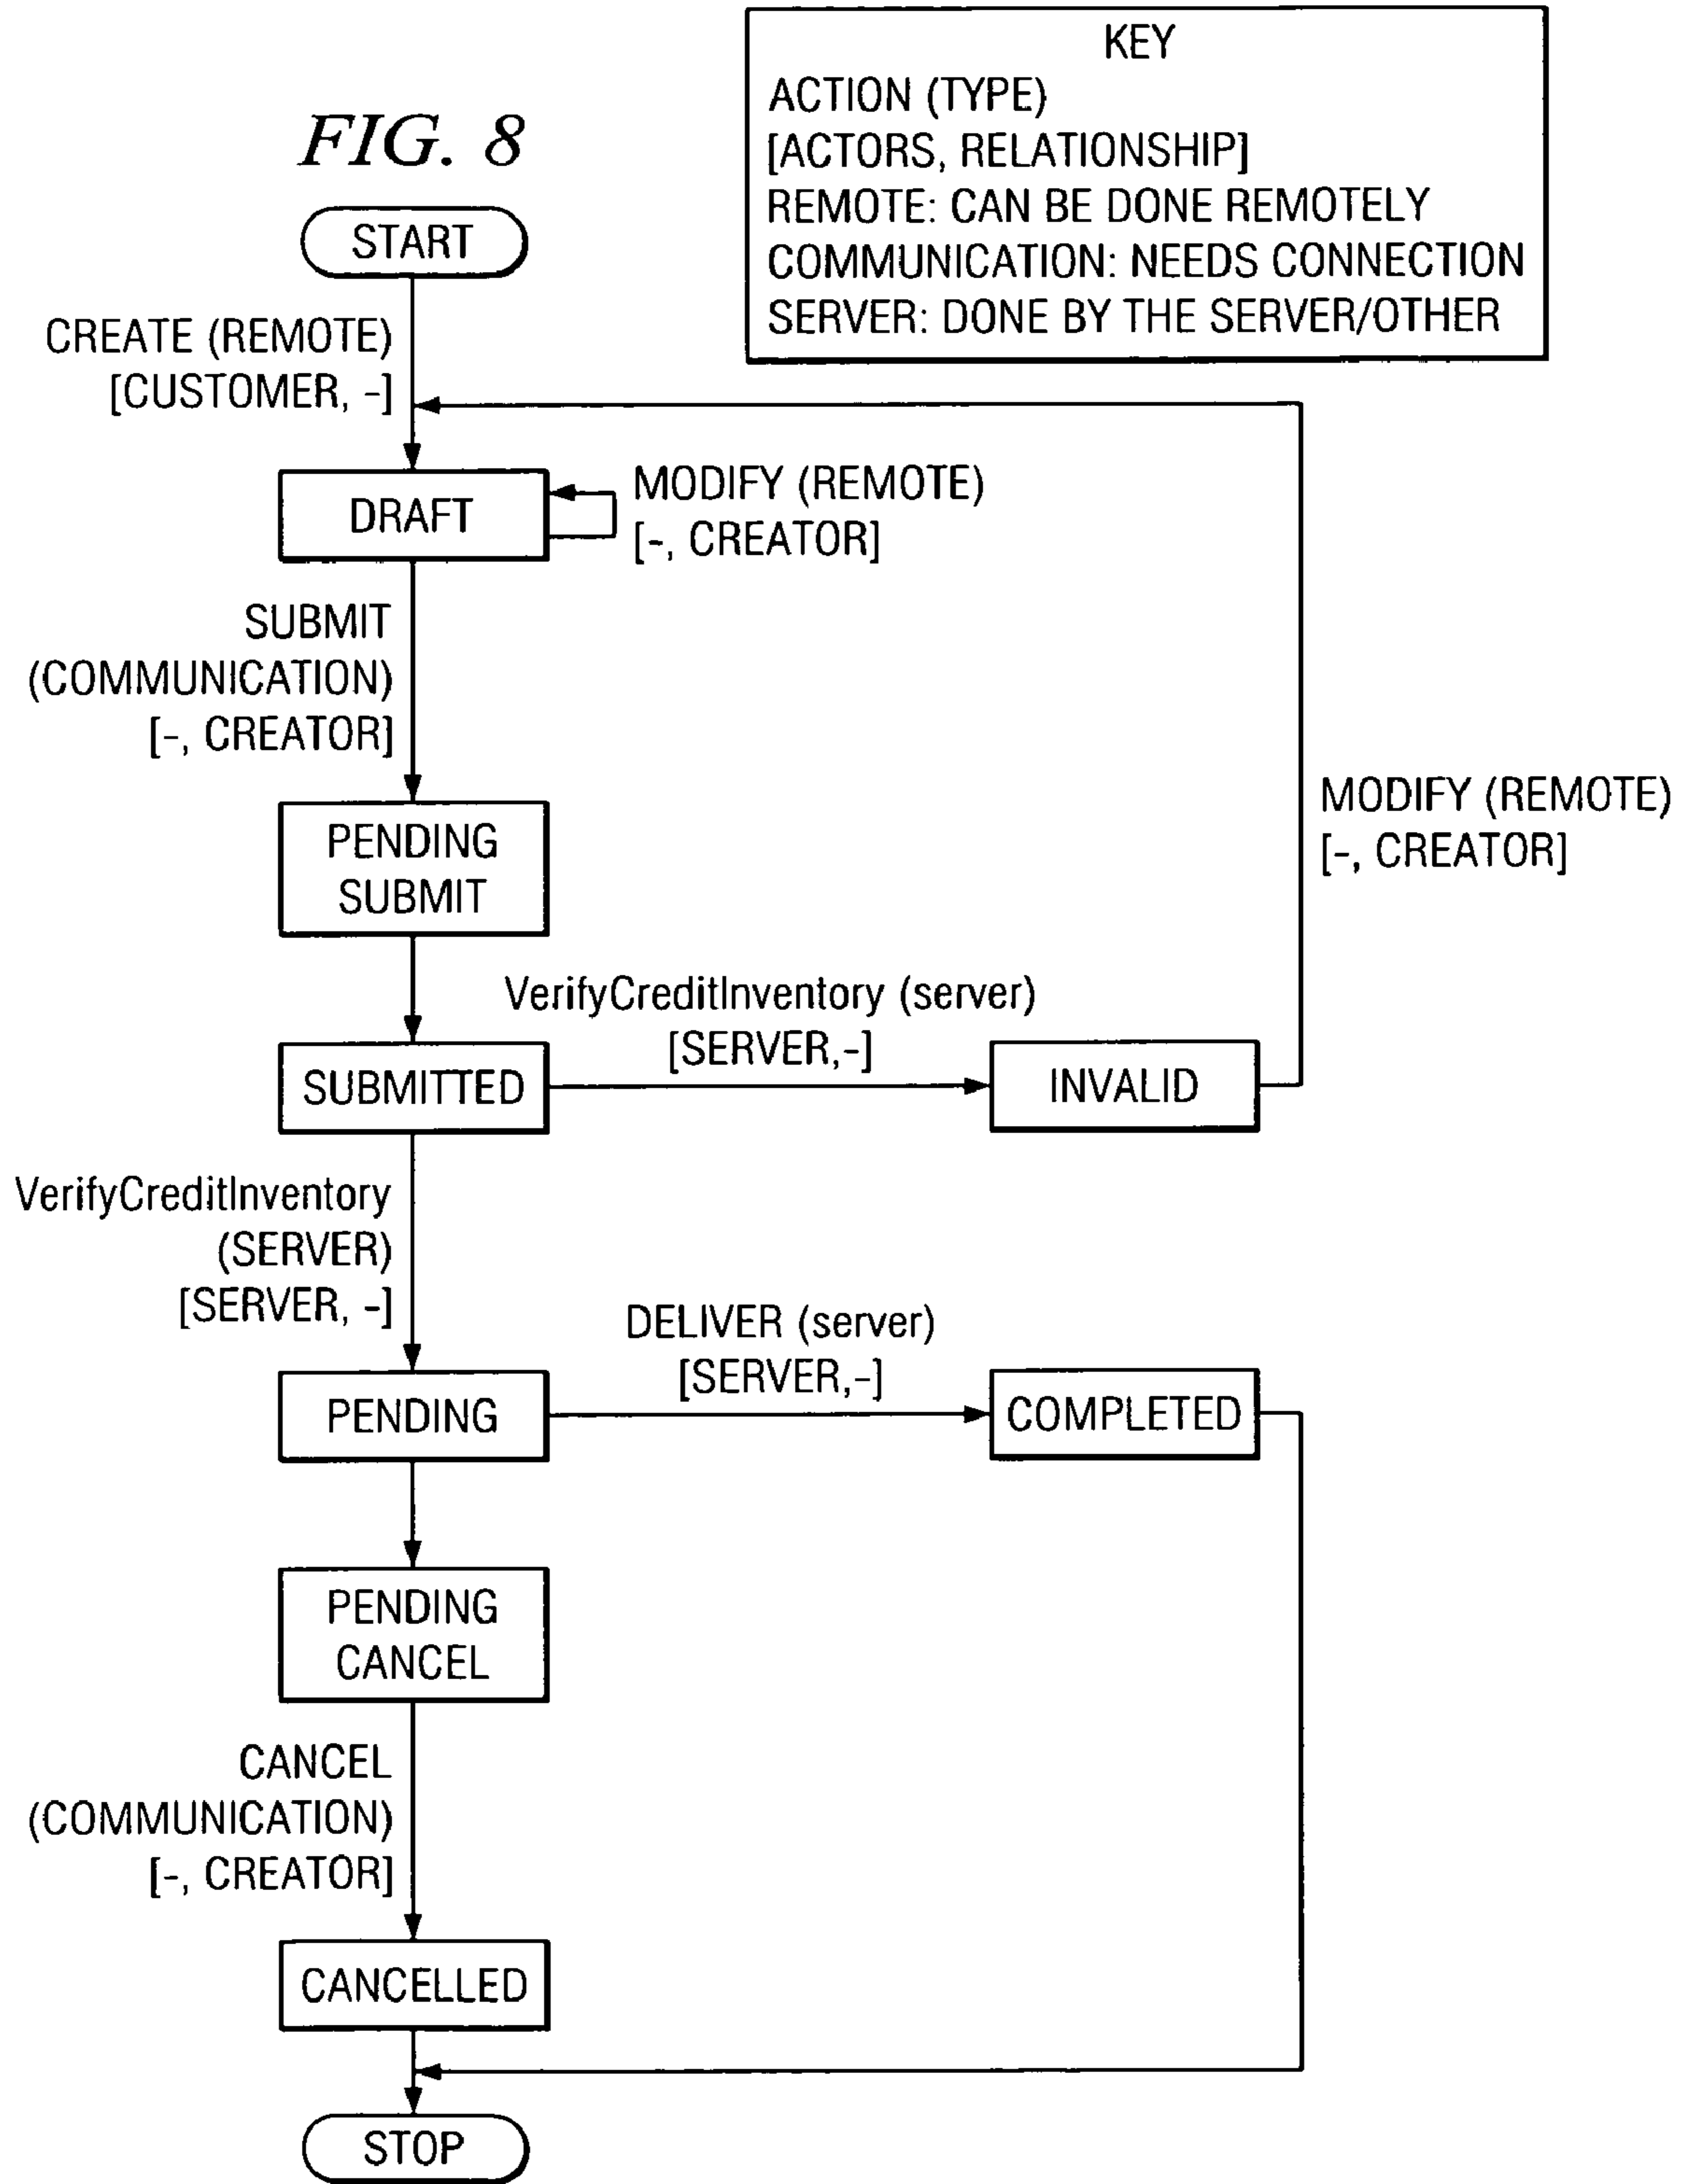 FIG. 8
KEY
ACTION (TYPE)
[ACTORS, RELATIONSHIP]
REMOTE: CAN BE DONE REMOTELY
COMMUNICATION: NEEDS CONNECTION
SERVER: DONE BY THE SERVER/OTHER
START
CREATE (REMOTE)
[CUSTOMER, -]
DRAFT
MODIFY (REMOTE)
[-, CREATOR]
SUBMIT
(COMMUNICATION)
[-, CREATOR]
MODIFY (REMOTE)
[-, CREATOR]
PENDING
SUBMIT
VerifyCreditInventory (server)
[SERVER,-]
SUBMITTED
INVALID
VerifyCreditInventory
(SERVER)
[SERVER, -]
DELIVER (server)
[SERVER,-]
PENDING
COMPLETED
PENDING
CANCEL
CANCEL
(COMMUNICATION)
[-, CREATOR]
CANCELLED
STOP